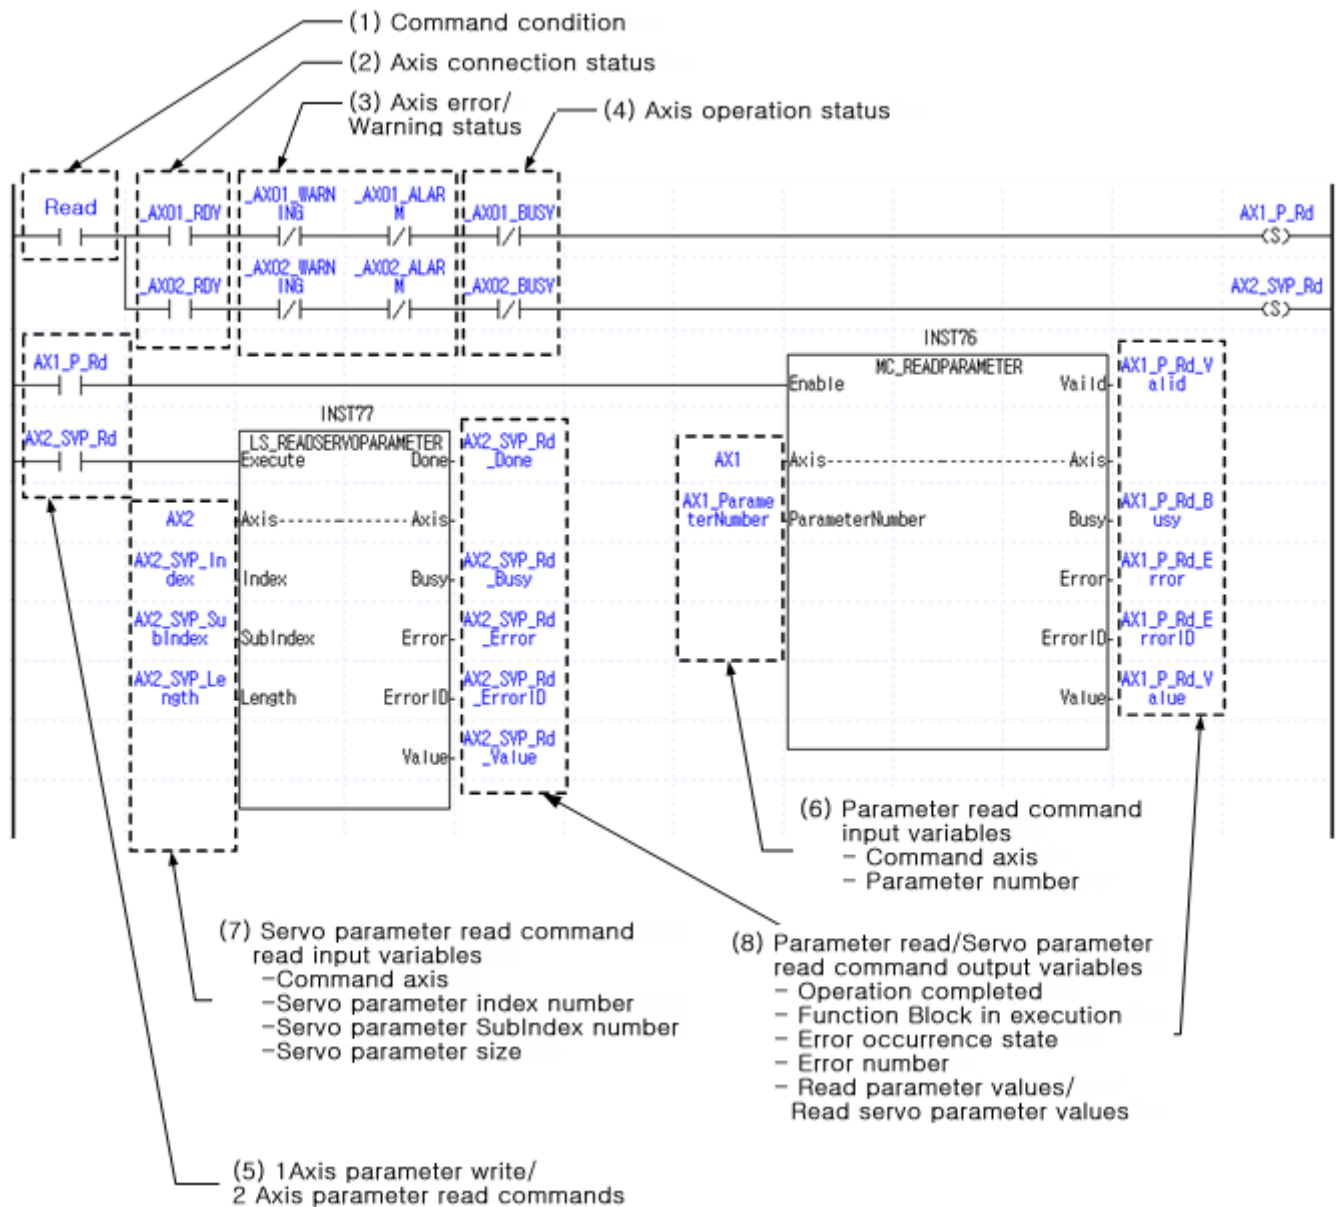 (1) Command condition
(2) Axis connection status
(3) Axis error/
Warning status
(4) Axis operation status
Read
_AX01_RDY
_AX01_WARN
ING
_AX01_ALAR
M
_AX01_BUSY
AX1_P_Rd
(S)
_AX02_RDY
_AX02_WARN
ING
_AX02_ALAR
M
_AX02_BUSY
AX2_SVP_Rd
(S)
AX1_P_Rd
INST76
MC_READPARAMETER
Enable
Vaild
AX1_P_Rd_V
alid
AX2_SVP_Rd
INST77
LS_READSERVOPARAMETER
Execute
Done
AX2_SVP_Rd
_Done
AX1
Axis
Axis
AX2
Axis
Axis
AX1_Parame
terNumber
ParameterNumber
Busy
AX1_P_Rd_B
usy
AX2_SVP_In
dex
Index
Busy
AX2_SVP_Rd
_Busy
Error
AX1_P_Rd_E
rror
AX2_SVP_Su
bIndex
SubIndex
Error
AX2_SVP_Rd
_Error
ErrorID
AX1_P_Rd_E
rrorID
AX2_SVP_Le
ngth
Length
ErrorID
AX2_SVP_Rd
_ErrorID
Value
AX1_P_Rd_V
alue
Value
AX2_SVP_Rd
_Value
(6) Parameter read command
input variables
- Command axis
- Parameter number
(7) Servo parameter read command
read input variables
-Command axis
-Servo parameter index number
-Servo parameter SubIndex number
-Servo parameter size
(8) Parameter read/Servo parameter
read command output variables
- Operation completed
- Function Block in execution
- Error occurrence state
- Error number
- Read parameter values/
Read servo parameter values
(5) 1Axis parameter write/
2 Axis parameter read commands